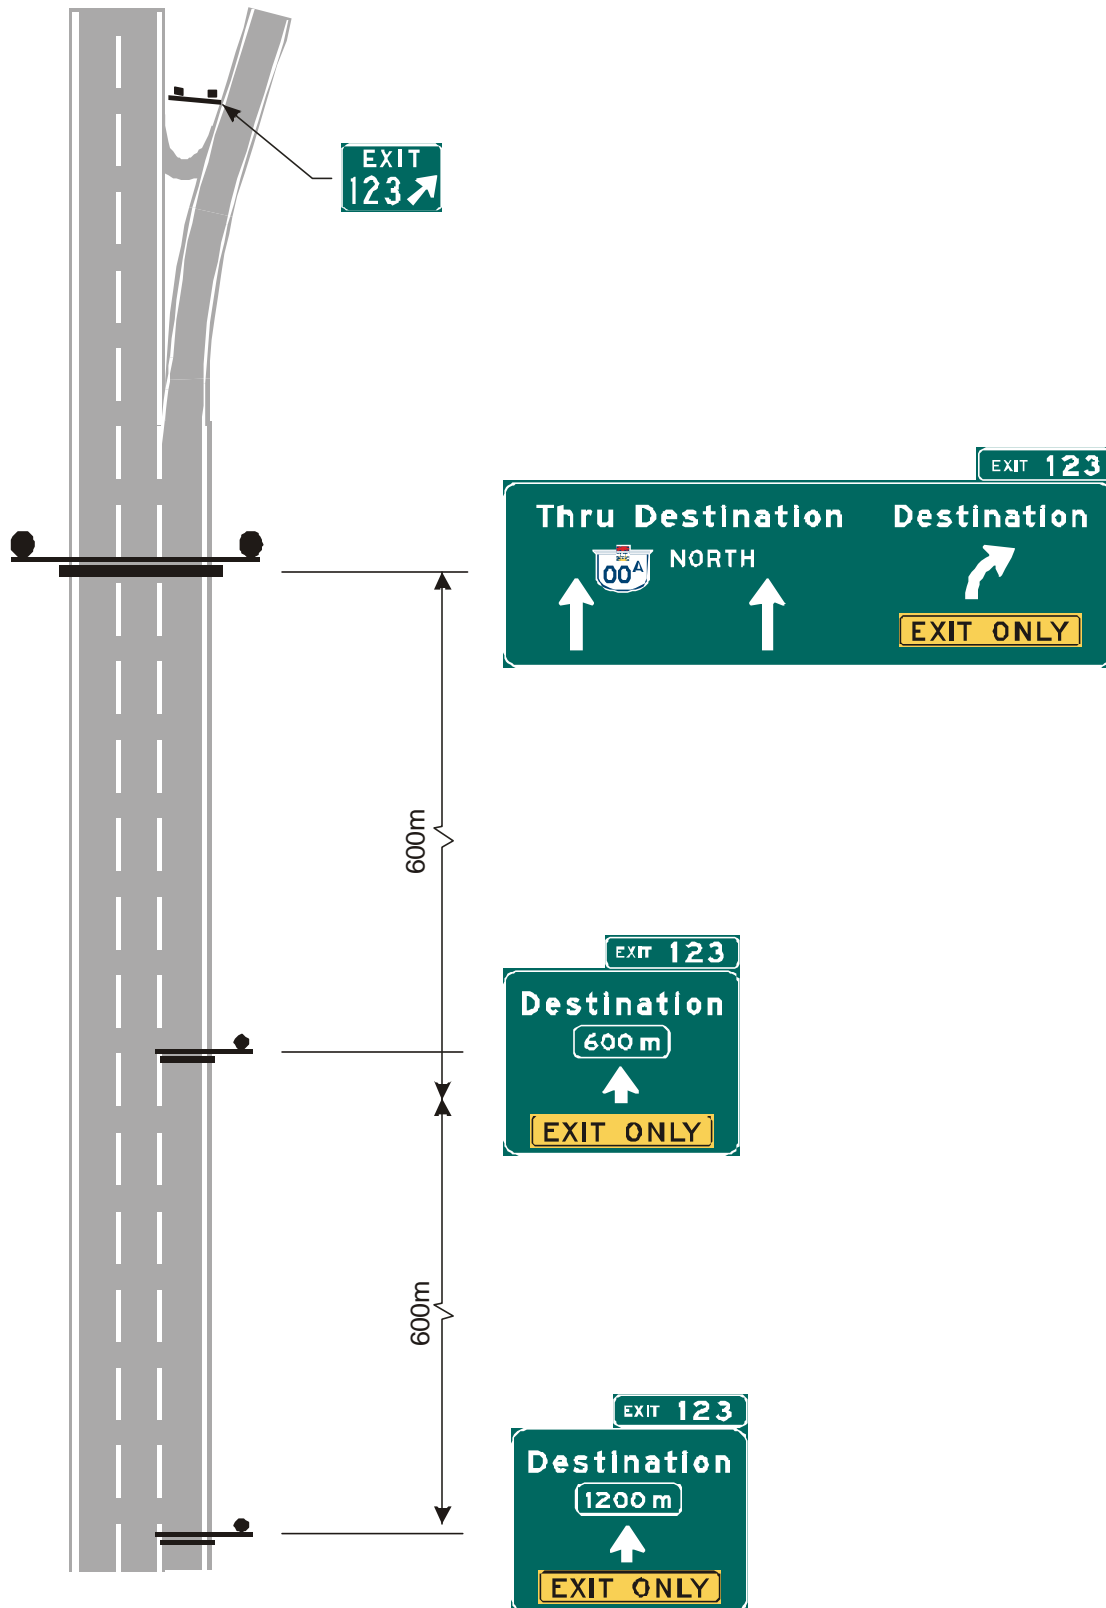 EXIT
123
EXIT 123
Thru Destination
Destination
00A
NORTH
EXIT ONLY
600m
EXIT 123
Destination
600 m
EXIT ONLY
600m
EXIT 123
Destination
1200 m
EXIT ONLY